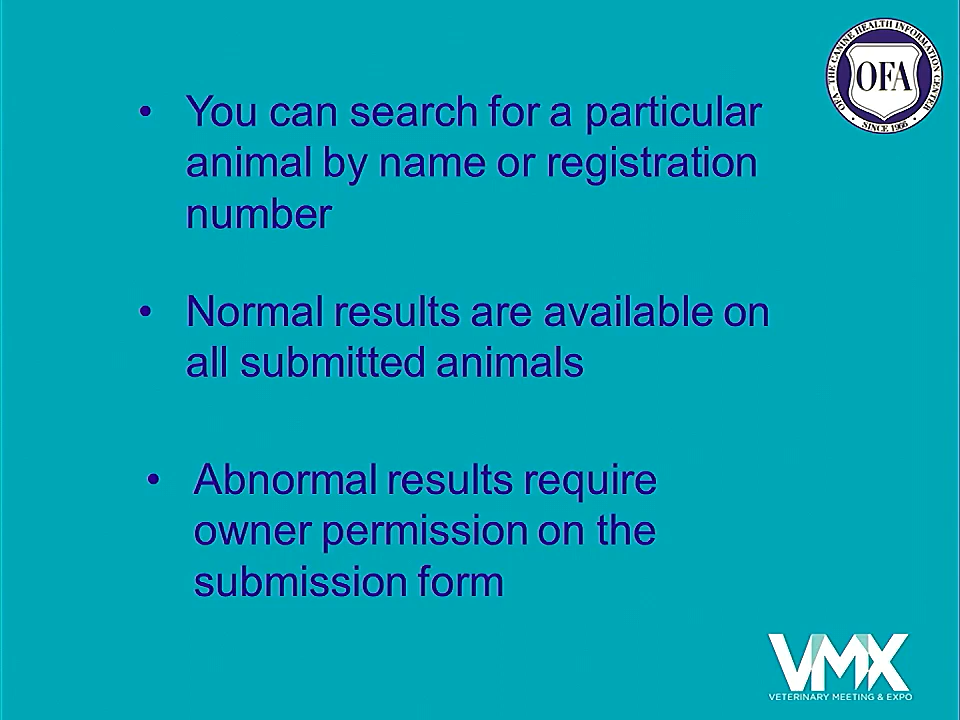 • You can search for a particular
animal by name or registration
number
• Normal results are available on
all submitted animals
• Abnormal results require
owner permission on the
submission form
OFA - THE CANINE HEALTH INFORMATION CENTER
OFA
• SINCE 1966 •
VMX
VETERINARY MEETING & EXPO